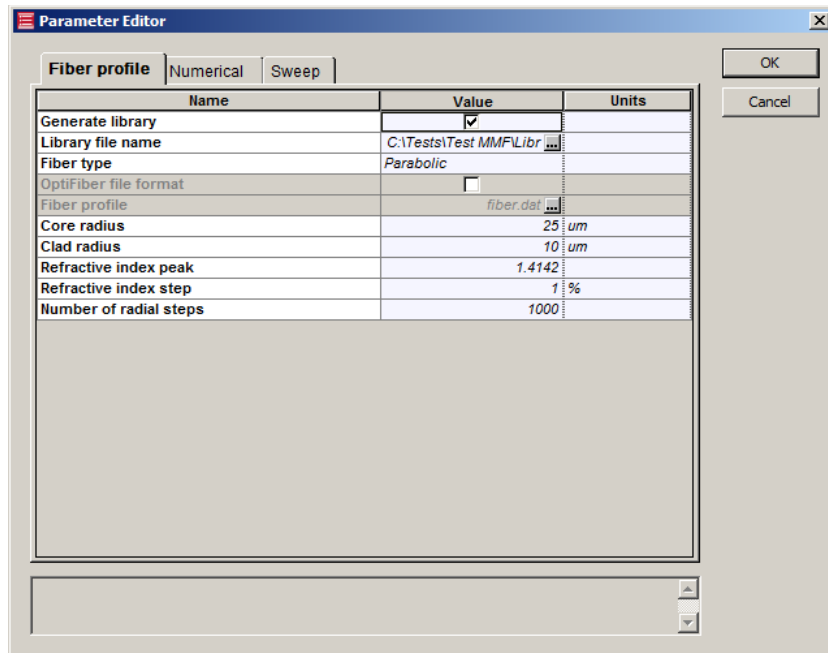 Parameter Editor
Fiber profile Numerical Sweep
OK
Cancel
Name Value Units
Generate library
Library file name C:\Tests\Test MMF\Libr ...
Fiber type Parabolic
OptiFiber file format
Fiber profile fiber.dat ...
Core radius 25 um
Clad radius 10 um
Refractive index peak 1.4142
Refractive index step 1 %
Number of radial steps 1000